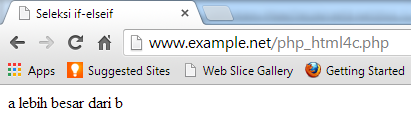 Seleksi if-elseif
www.example.net/php_html4c.php
Apps Suggested Sites Web Slice Gallery Getting Started
a lebih besar dari b